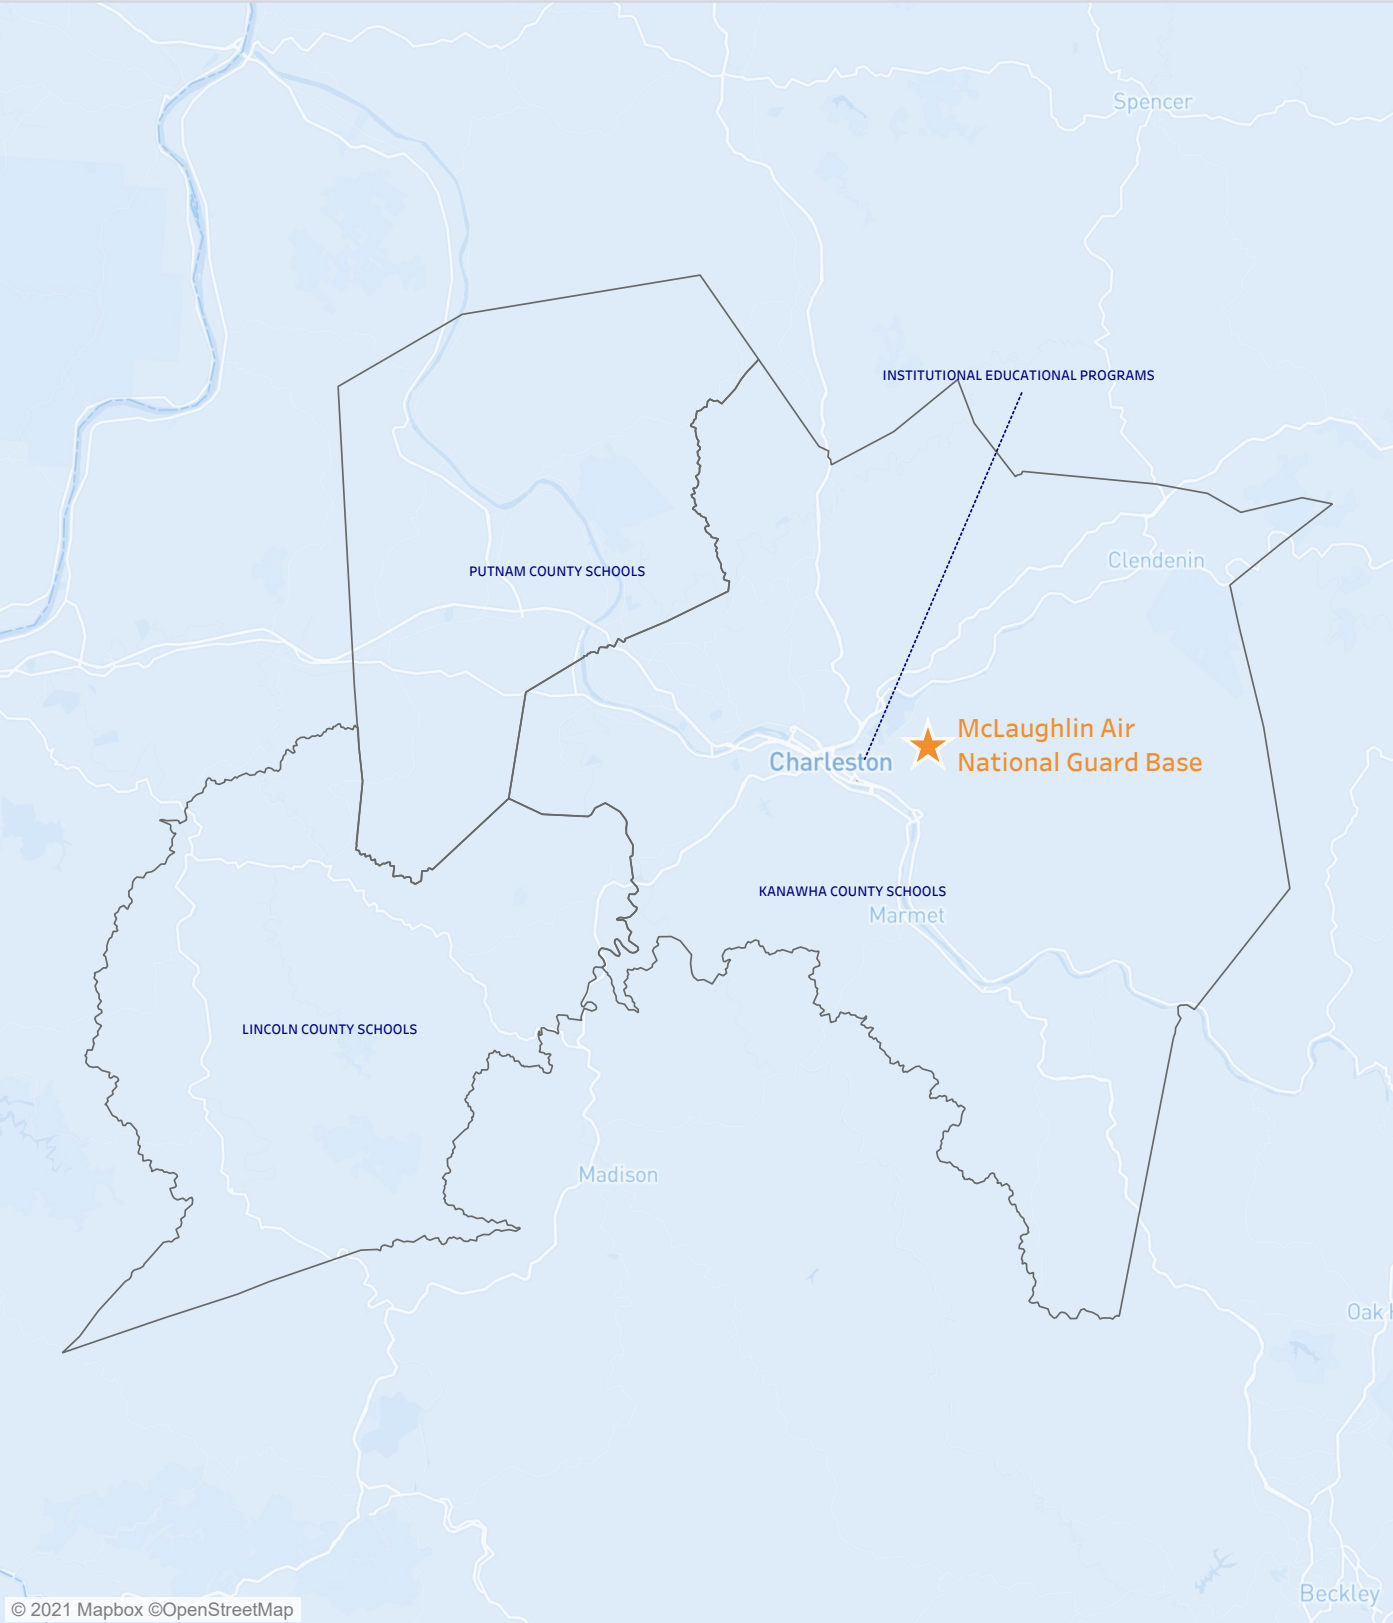 Spencer
INSTITUTIONAL EDUCATIONAL PROGRAMS
Clendenin
PUTNAM COUNTY SCHOOLS
McLaughlin Air
National Guard Base
Charleston
KANAWHA COUNTY SCHOOLS
Marmet
LINCOLN COUNTY SCHOOLS
Madison
Oak
Beckley
© 2021 Mapbox ©OpenStreetMap